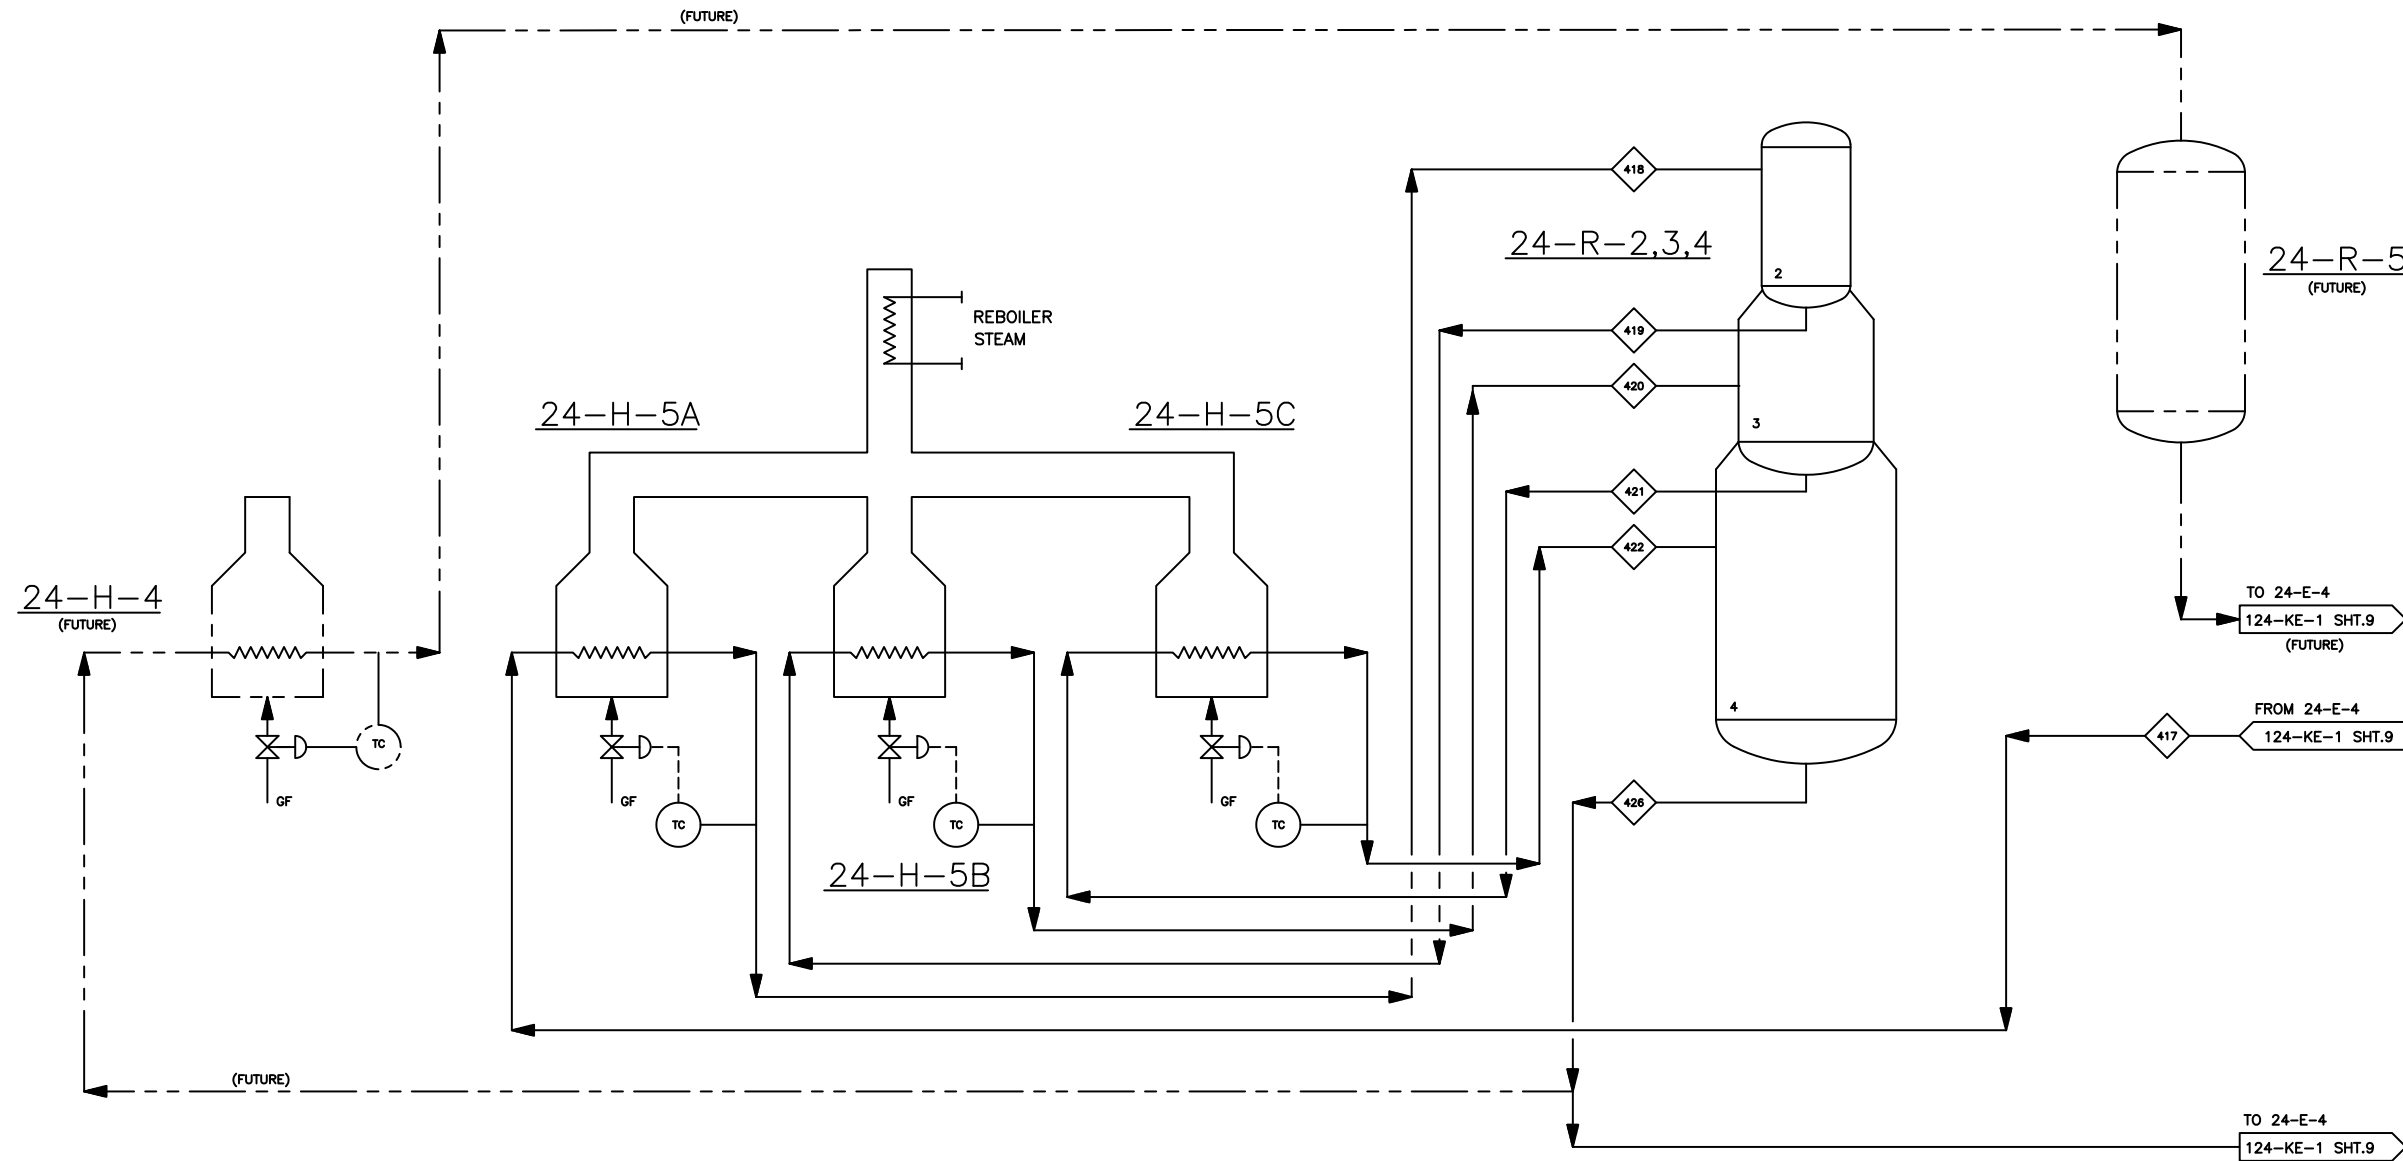 (FUTURE)
418
24-R-2,3,4
24-R-5
(FUTURE)
2
REBOILER
STEAM
419
420
24-H-5A
24-H-5C
3
421
422
24-H-4
(FUTURE)
TO 24-E-4
124-KE-1 SHT.9
(FUTURE)
4
FROM 24-E-4
124-KE-1 SHT.9
417
TC
GF
GF
GF
GF
426
TC
TC
TC
24-H-5B
(FUTURE)
TO 24-E-4
124-KE-1 SHT.9